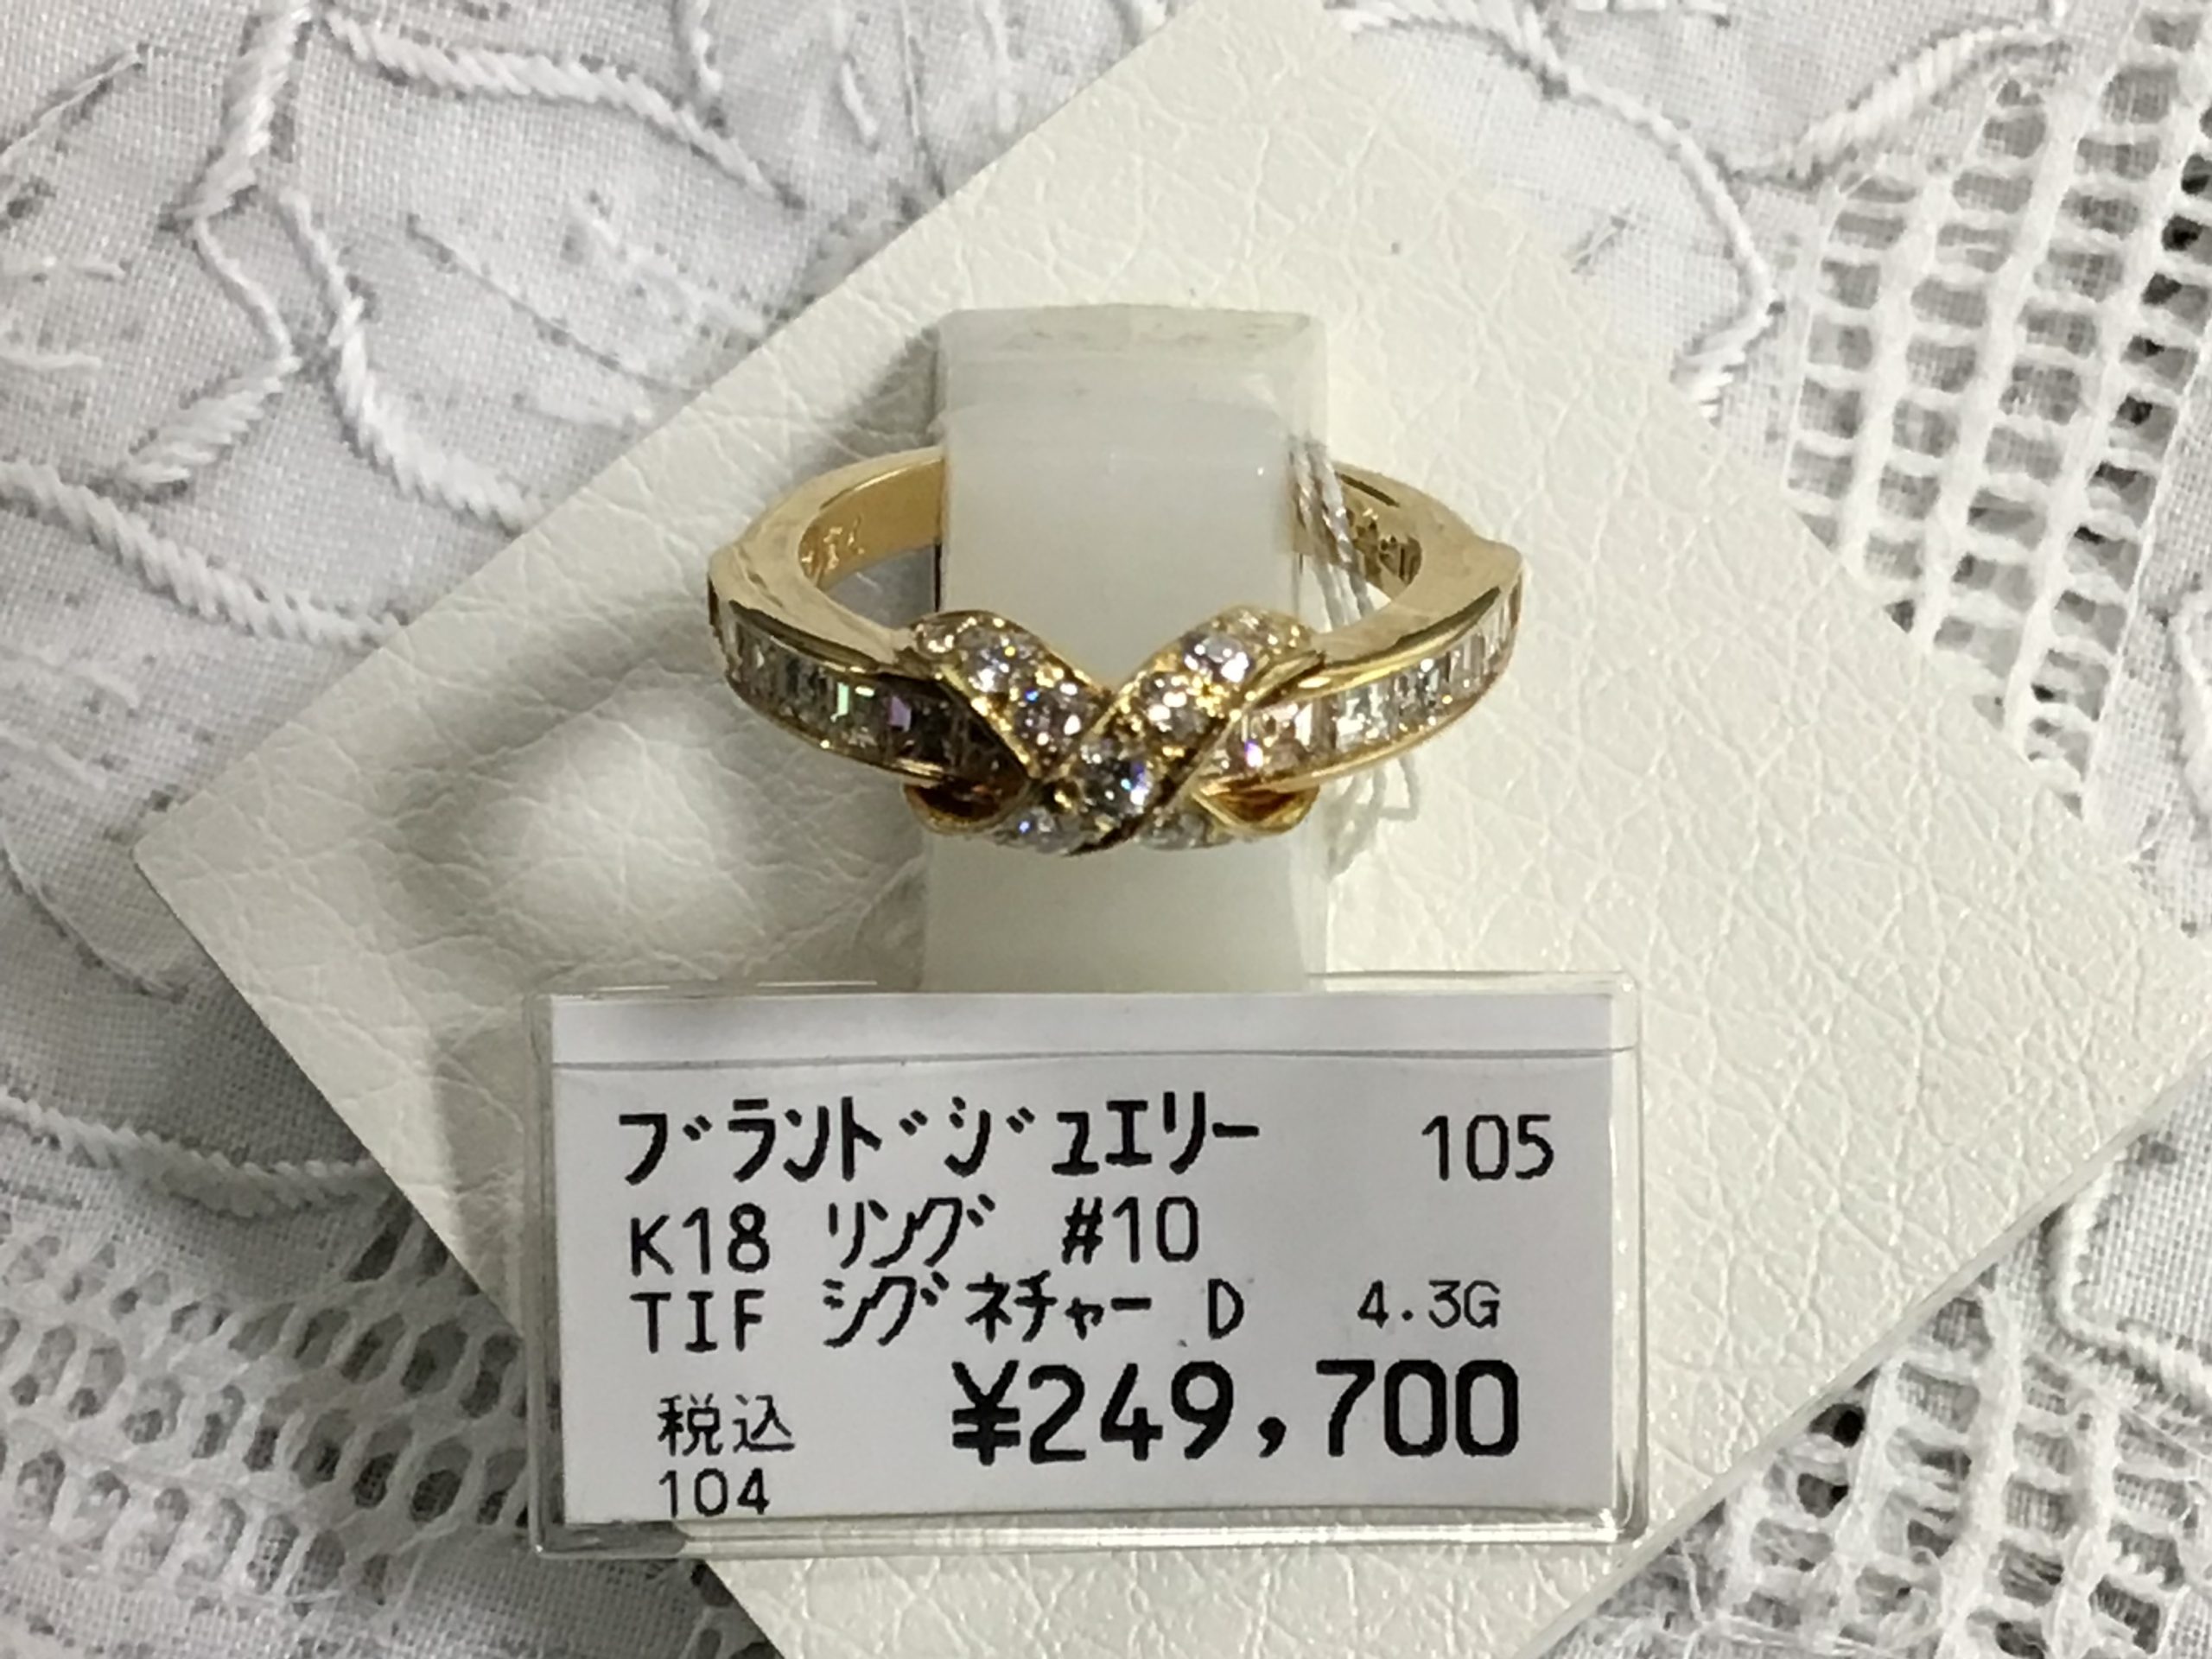 ブランドジュエリー 105
K18 リング #10
TIF シグネチャー D 4.3G
税込 ¥249,700
104